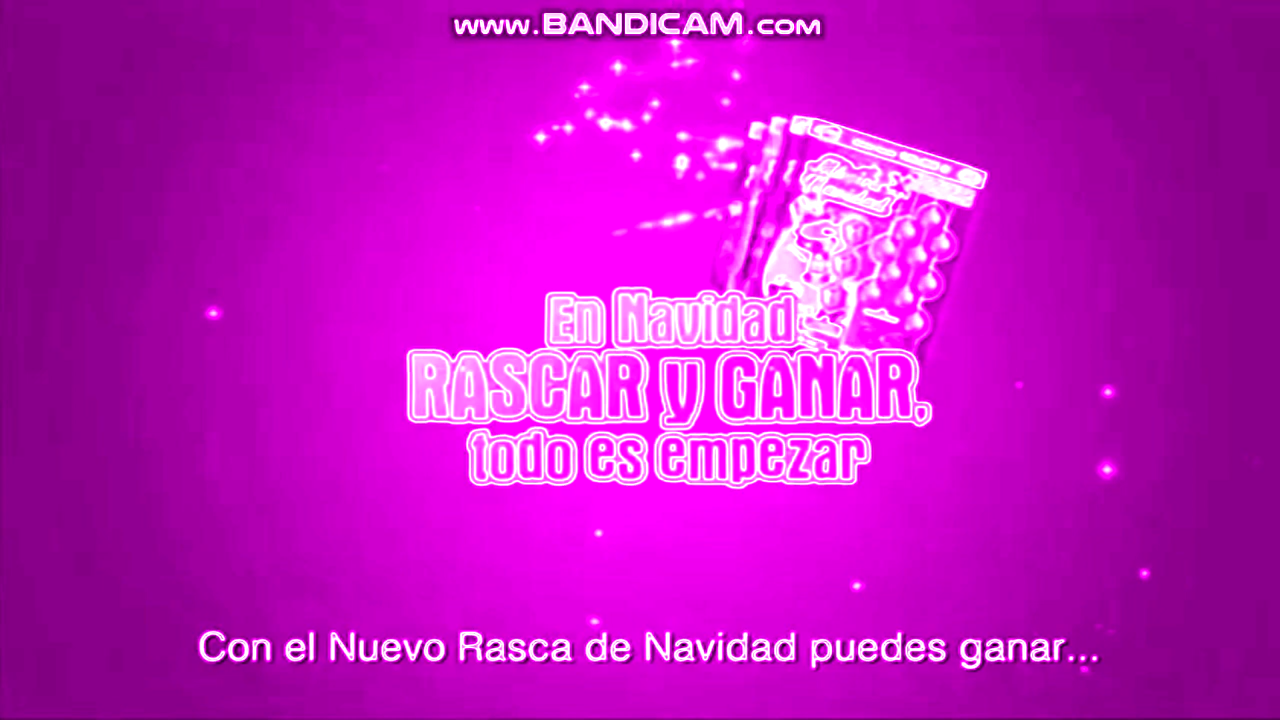 www.BANDICAM.com
En Navidad
RASCAR y GANAR,
todo es empezar
Con el Nuevo Rasca de Navidad puedes ganar...